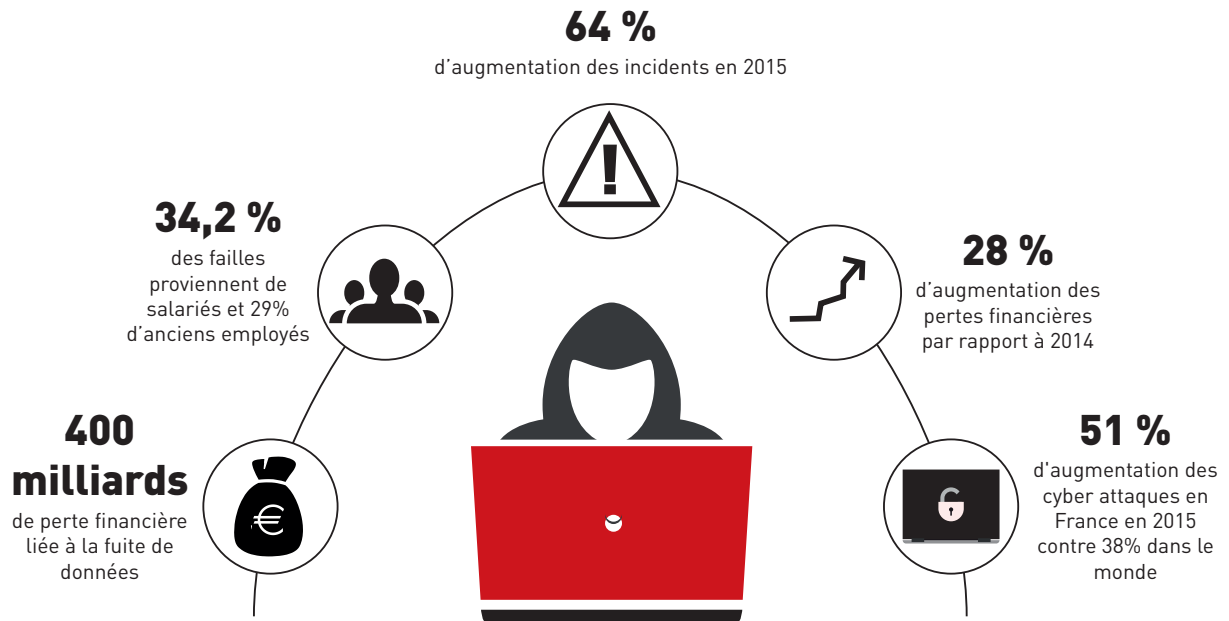 64 %
d'augmentation des incidents en 2015
34,2 %
des failles
proviennent de
salariés et 29%
d'anciens employés
28 %
d'augmentation des
pertes financières
par rapport à 2014
400
milliards
de perte financière
liée à la fuite de
données
51 %
d'augmentation des
cyber attaques en
France en 2015
contre 38% dans le
monde